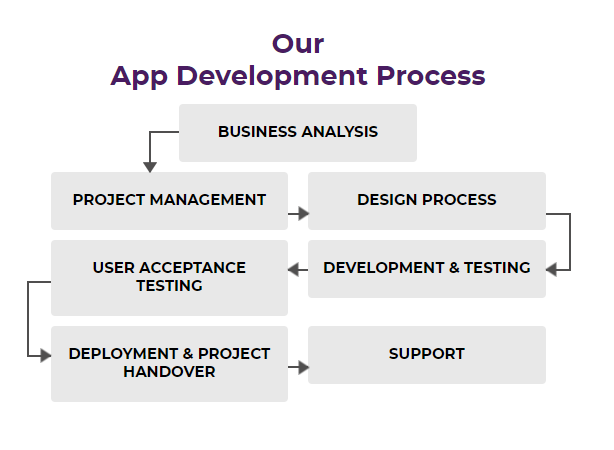 Our
App Development Process
BUSINESS ANALYSIS
PROJECT MANAGEMENT
DESIGN PROCESS
DEVELOPMENT & TESTING
USER ACCEPTANCE
TESTING
DEPLOYMENT & PROJECT
HANDOVER
SUPPORT